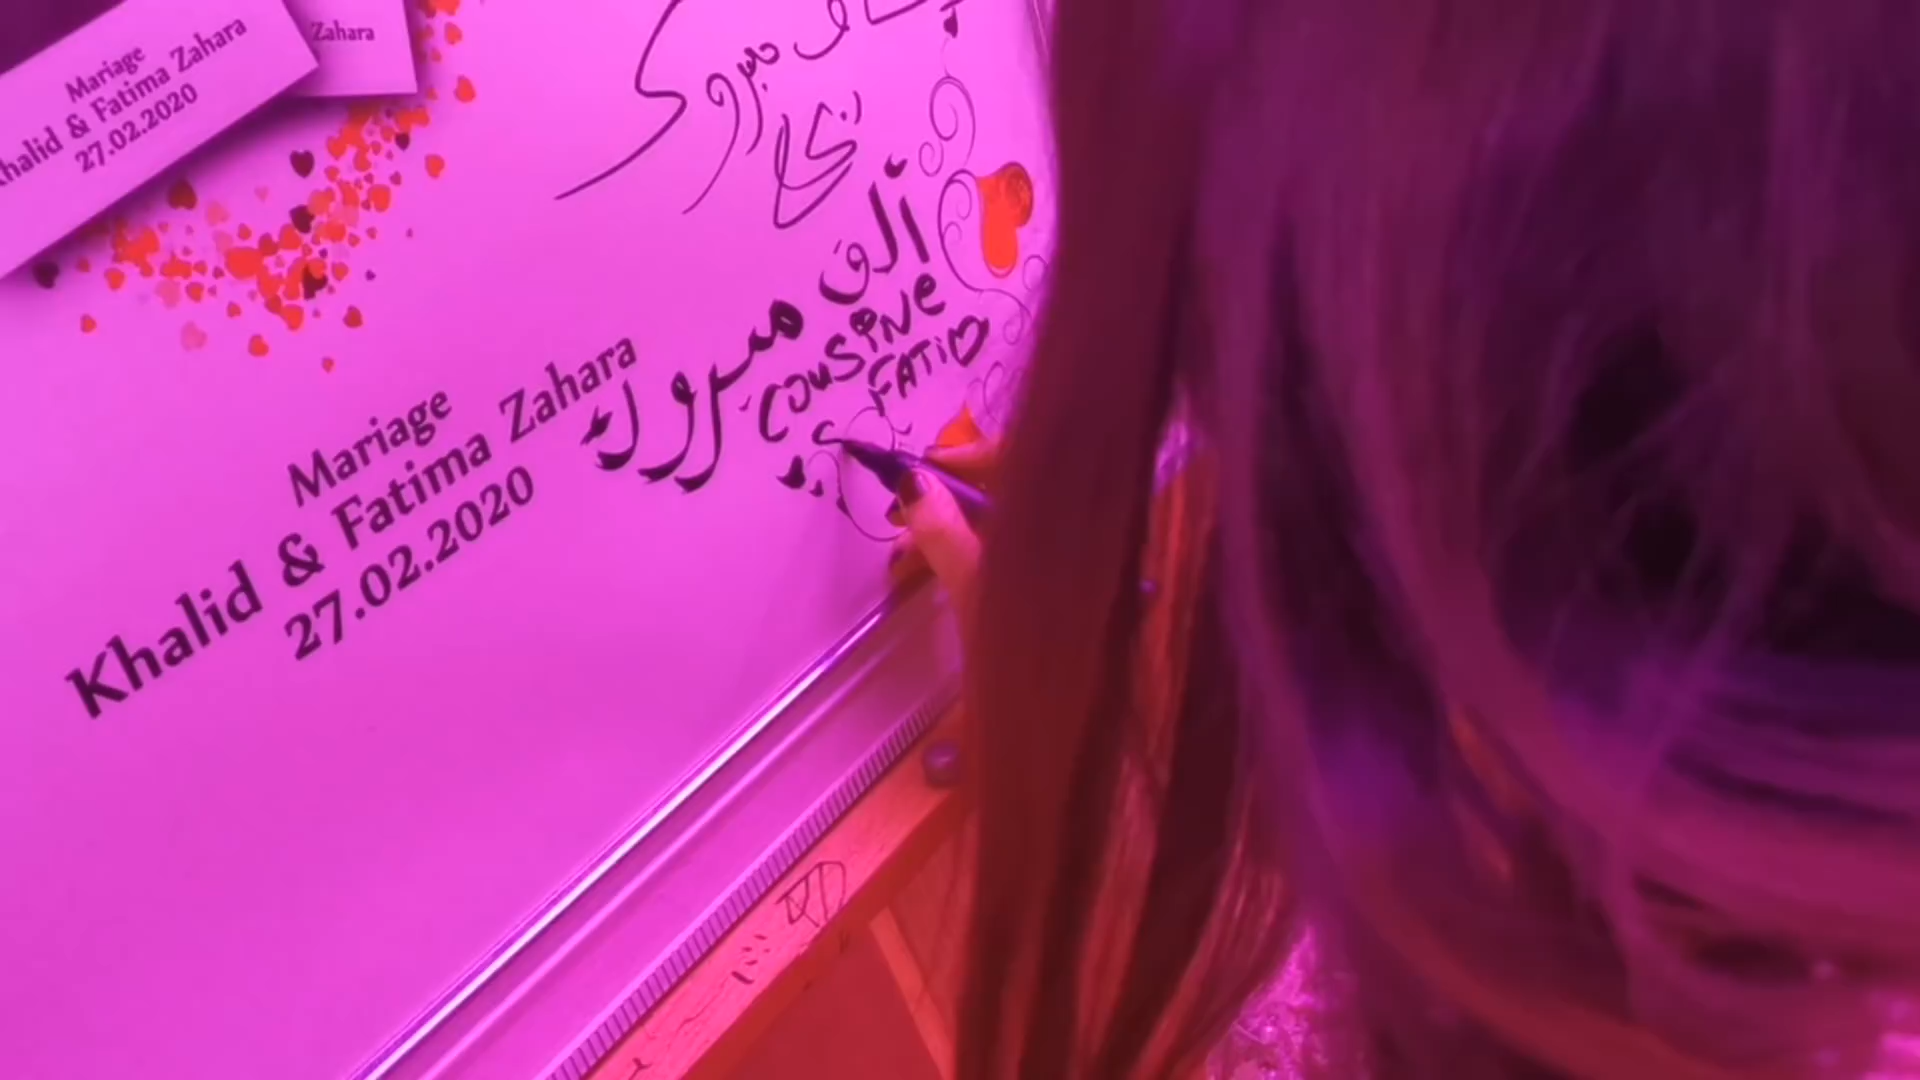 Mariage
Khalid & Fatima Zahara
27.02.2020
Zahara
مبروك
ألف
مبروك
COUSINE
FATI
Mariage
Khalid & Fatima Zahara
27.02.2020